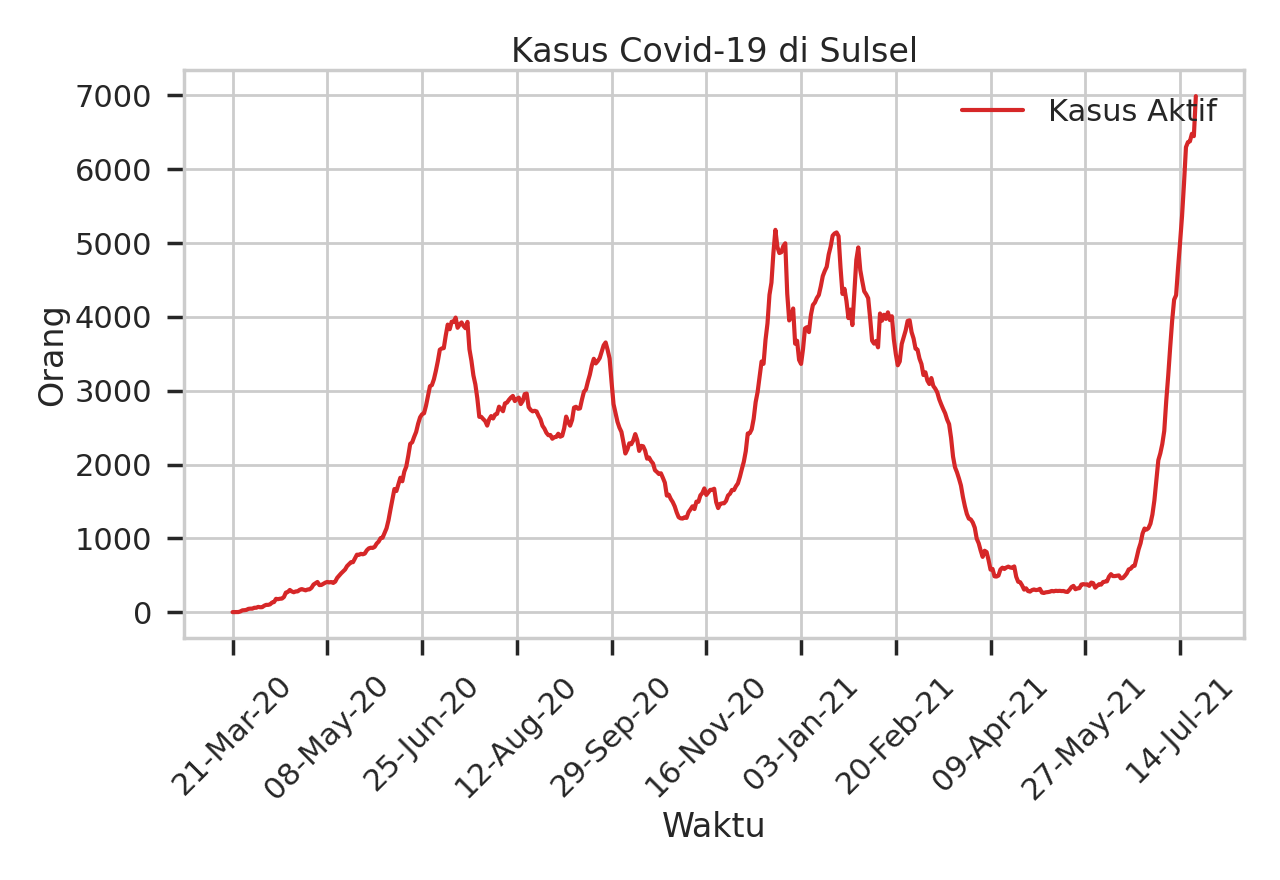 Kasus Covid-19 di Sulsel
Kasus Aktif
Orang
7000
6000
5000
4000
3000
2000
1000
0
21-Mar-20
08-May-20
25-Jun-20
12-Aug-20
29-Sep-20
16-Nov-20
03-Jan-21
20-Feb-21
09-Apr-21
27-May-21
14-Jul-21
Waktu